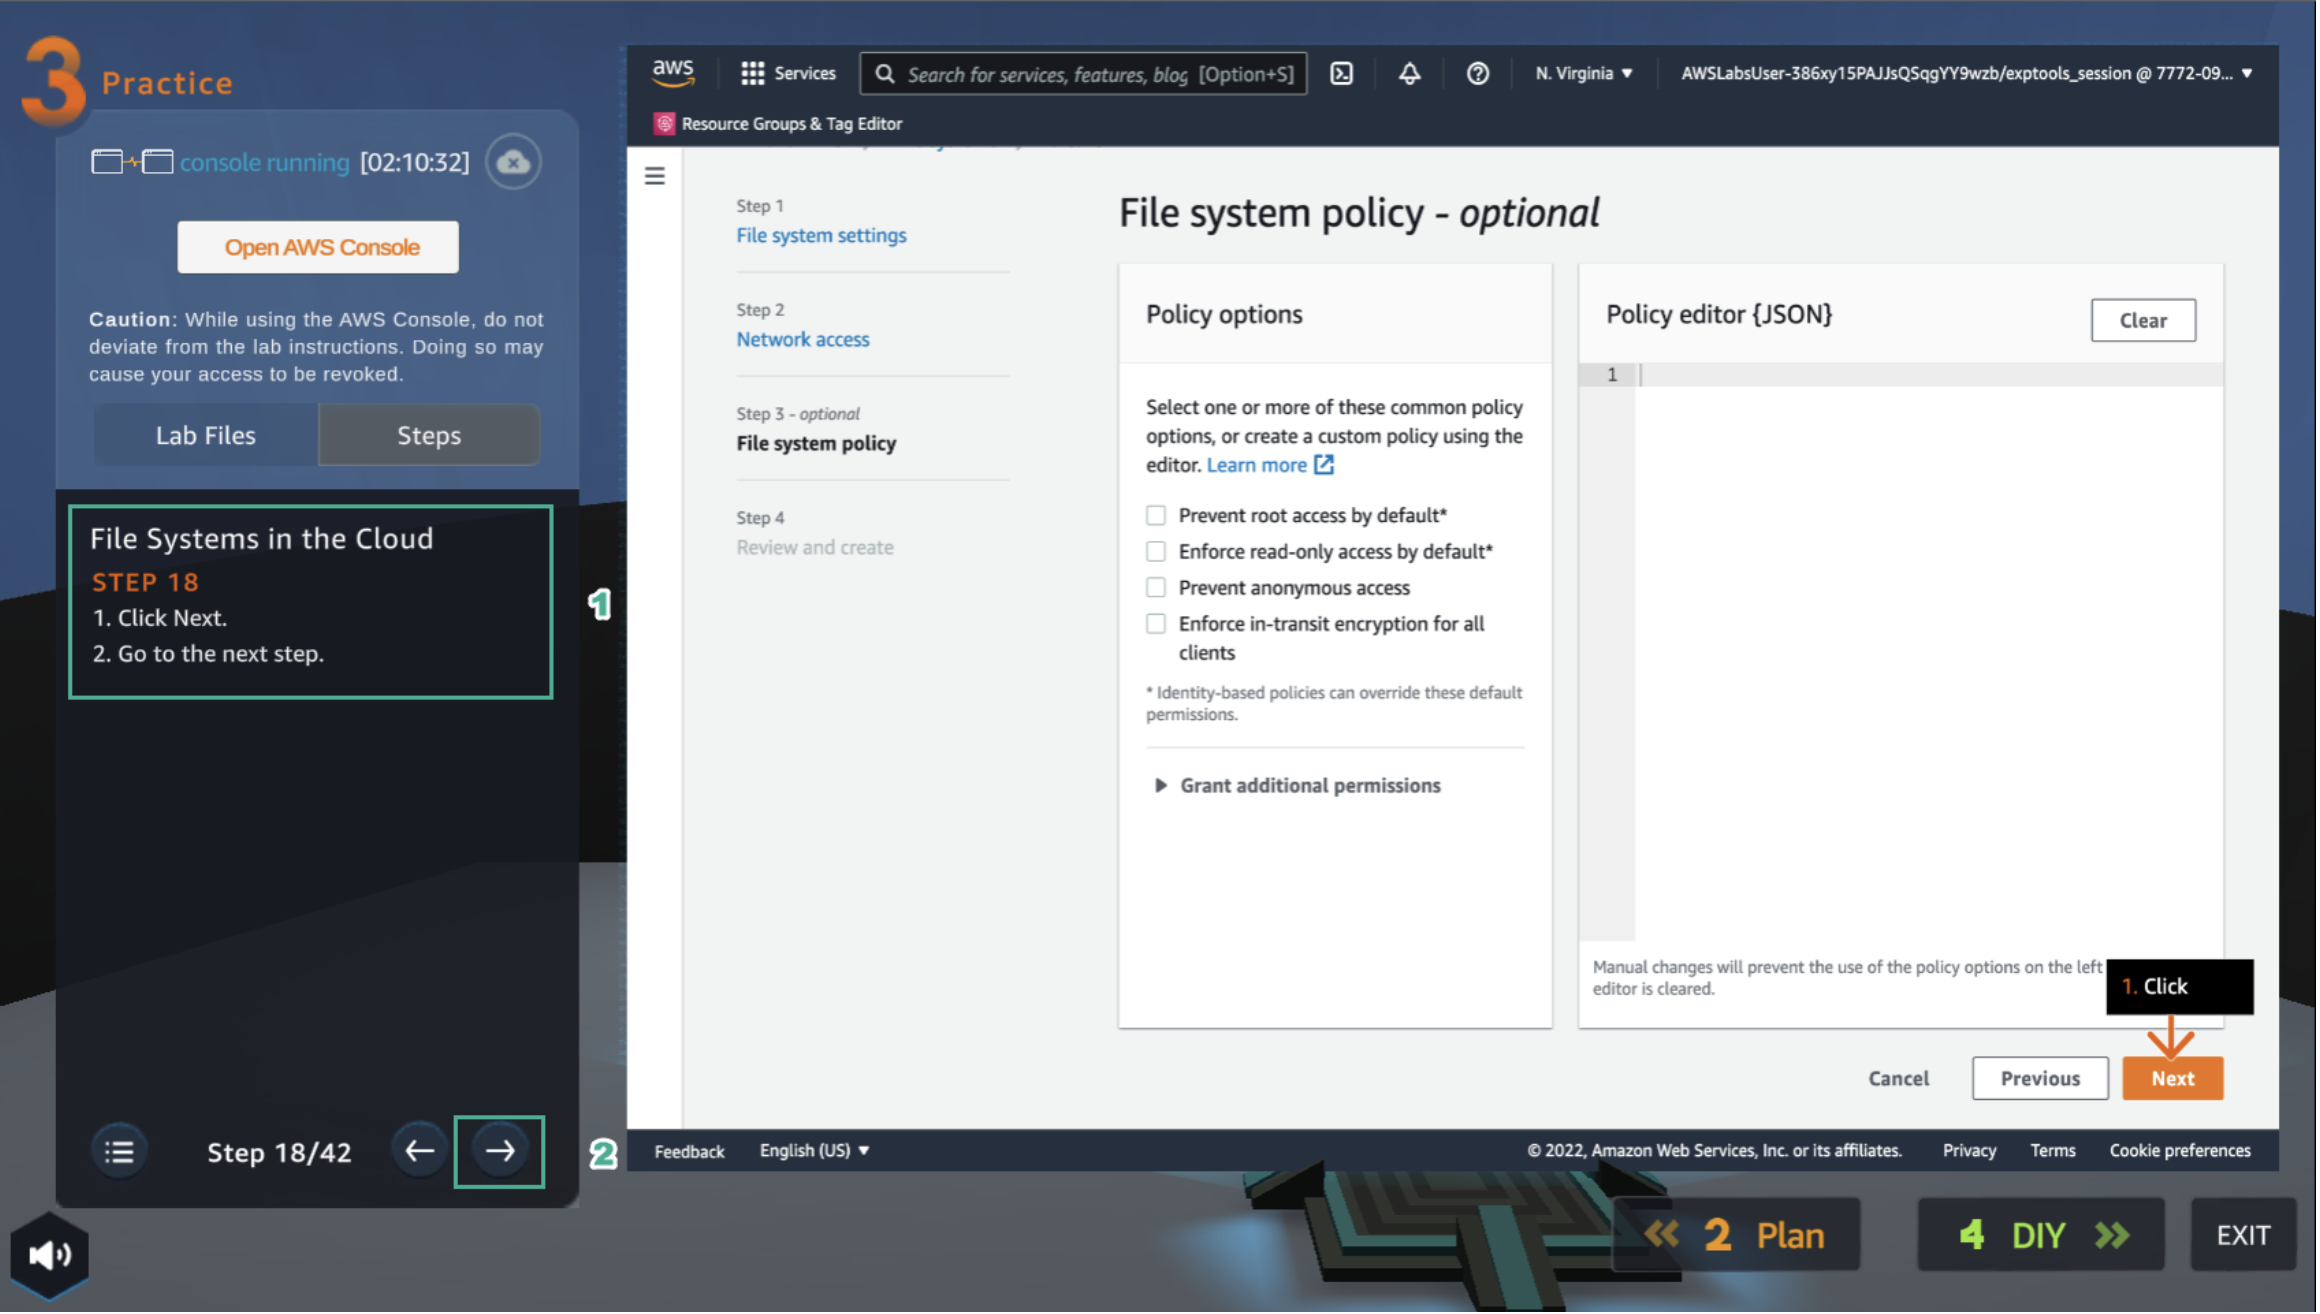 3 Practice
console running [02:10:32]
Open AWS Console
Caution: While using the AWS Console, do not
deviate from the lab instructions. Doing so may
cause your access to be revoked.
Lab Files
Steps
File Systems in the Cloud
STEP 18
1. Click Next.
2. Go to the next step.
1
Step 18/42
2
aws
Services
Search for services, features, blog [Option+S]
N. Virginia ▼
AWSLabsUser-386xy15PAJJsQSqgYY9wzb/exptools_session @ 7772-09... ▼
Resource Groups & Tag Editor
Step 1
File system settings
Step 2
Network access
Step 3 - optional
File system policy
Step 4
Review and create
File system policy - optional
Policy options
Select one or more of these common policy
options, or create a custom policy using the
editor. Learn more
Prevent root access by default*
Enforce read-only access by default*
Prevent anonymous access
Enforce in-transit encryption for all
clients
* Identity-based policies can override these default
permissions.
Grant additional permissions
Policy editor {JSON}
Clear
1
Manual changes will prevent the use of the policy options on the left
editor is cleared.
1. Click
Cancel
Previous
Next
Feedback
English (US) ▼
© 2022, Amazon Web Services, Inc. or its affiliates.
Privacy
Terms
Cookie preferences
2 Plan
4 DIY
EXIT